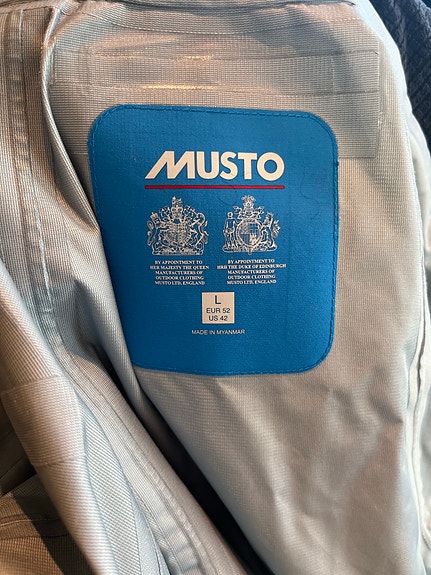 MUSTO
BY APPOINTMENT TO
HER MAJESTY THE QUEEN
MANUFACTURERS OF
OUTDOOR CLOTHING
MUSTO LTD, ENGLAND
BY APPOINTMENT TO
HRH THE DUKE OF EDINBURGH
MANUFACTURERS OF
OUTDOOR CLOTHING
MUSTO LTD, ENGLAND
L
EUR 52
US 42
MADE IN MYANMAR